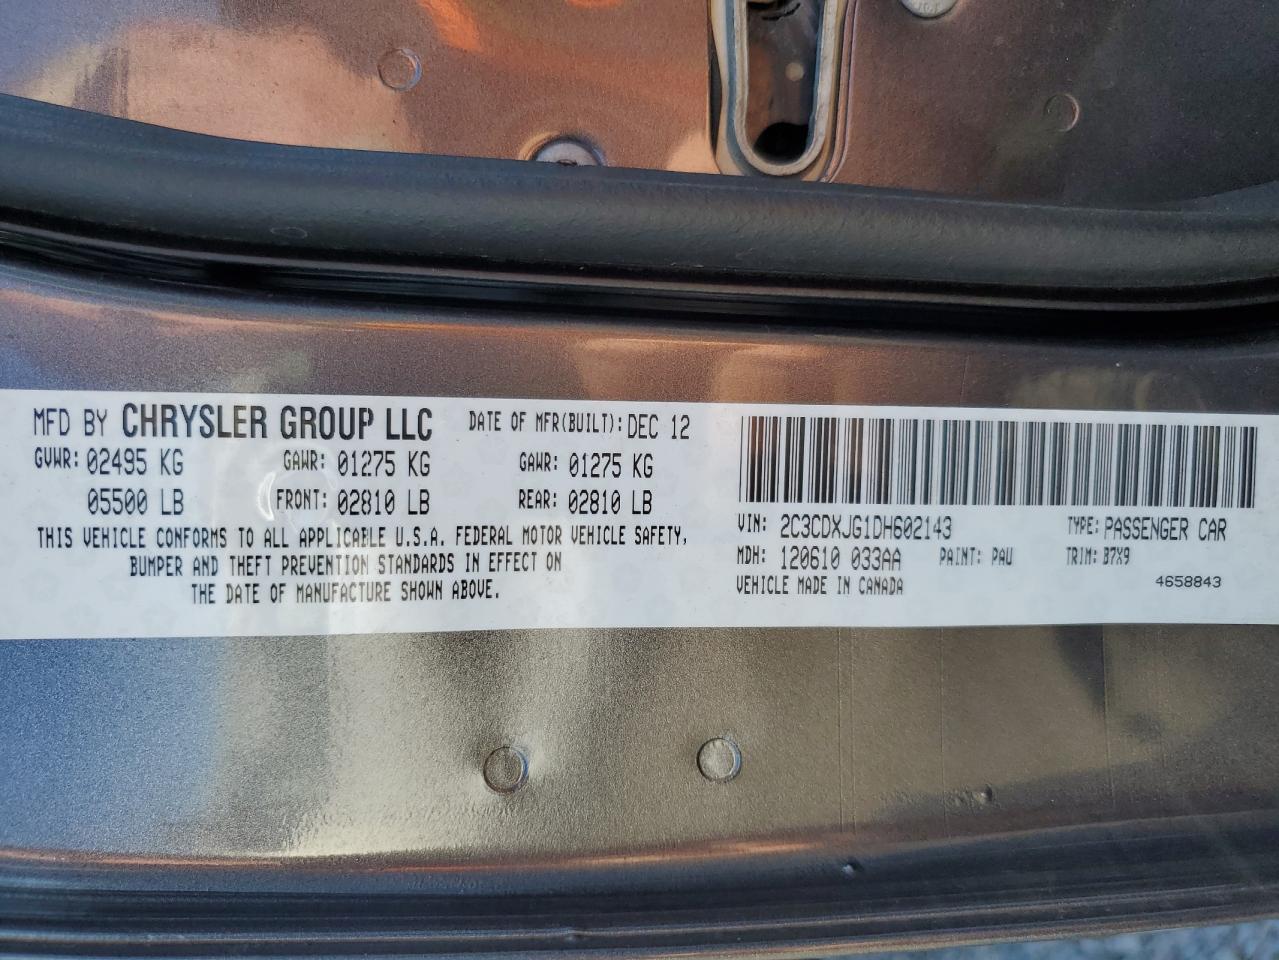 MFD BY CHRYSLER GROUP LLC DATE OF MFR(BUILT): DEC 12
GVWR: 02495 KG GAWR: 01275 KG GAWR: 01275 KG
05500 LB FRONT: 02810 LB REAR: 02810 LB
THIS VEHICLE CONFORMS TO ALL APPLICABLE U.S.A. FEDERAL MOTOR VEHICLE SAFETY,
BUMPER AND THEFT PREVENTION STANDARDS IN EFFECT ON
THE DATE OF MANUFACTURE SHOWN ABOVE.
VIN: 2C3CDXJG1DH602143 TYPE: PASSENGER CAR
MDH: 120610 033AA PAINT: PAU TRIM: B7X9
VEHICLE MADE IN CANADA 4658843